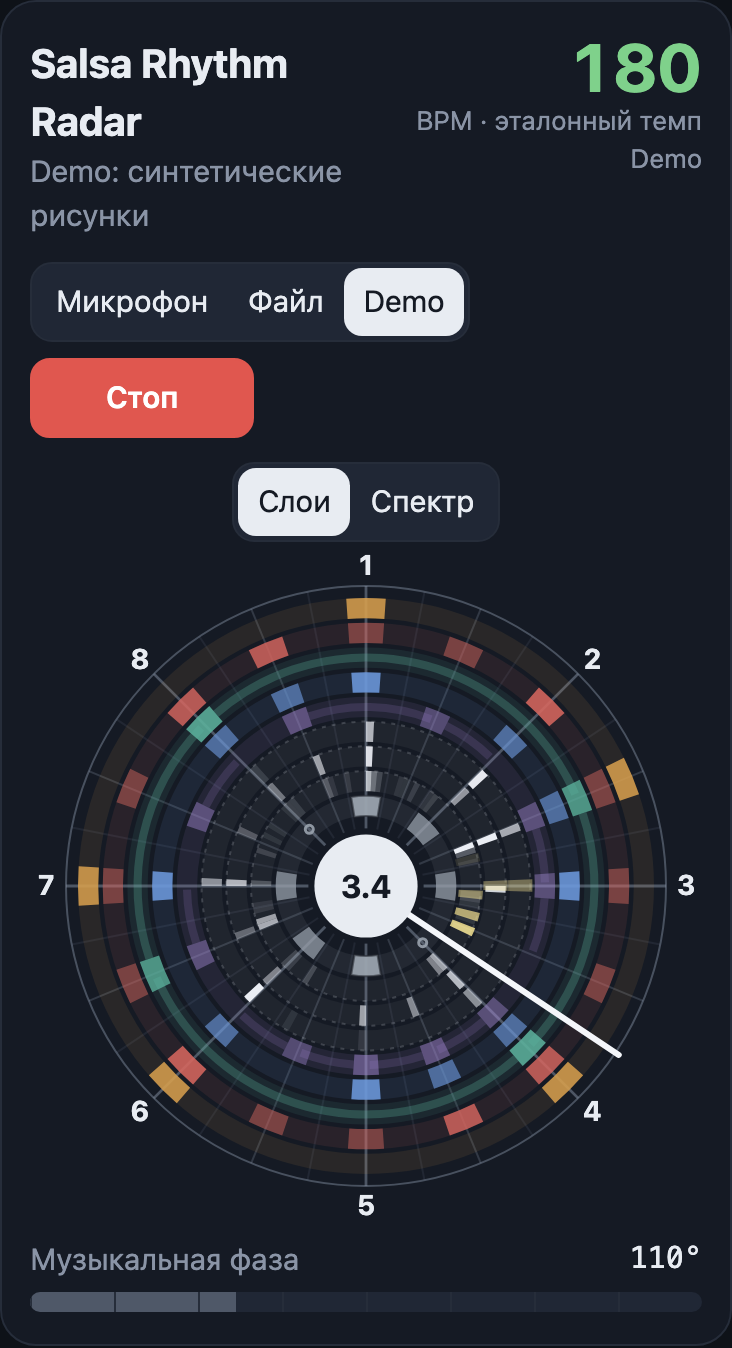 Salsa Rhythm
Radar
180
BPM · эталонный темп
Demo
Demo: синтетические
рисунки
Микрофон Файл Demo
Стоп
Слои Спектр
1
8
2
7
3.4
3
6
4
5
Музыкальная фаза 110°